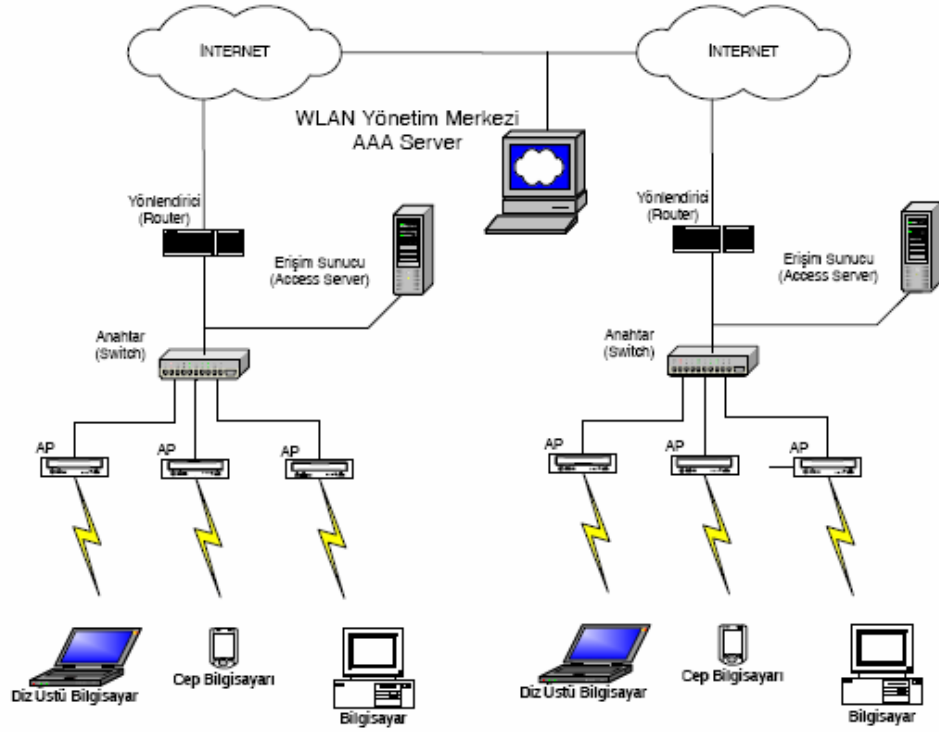 İNTERNET
İNTERNET
WLAN Yönetim Merkezi
AAA Server
Yönlendirici
(Router)
Erişim Sunucu
(Access Server)
Anahtar
(Switch)
AP
AP
AP
Diz Üstü Bilgisayar
Cep Bilgisayarı
Bilgisayar
Yönlendirici
(Router)
Erişim Sunucu
(Access Server)
Anahtar
(Switch)
AP
AP
AP
Diz Üstü Bilgisayar
Cep Bilgisayarı
Bilgisayar